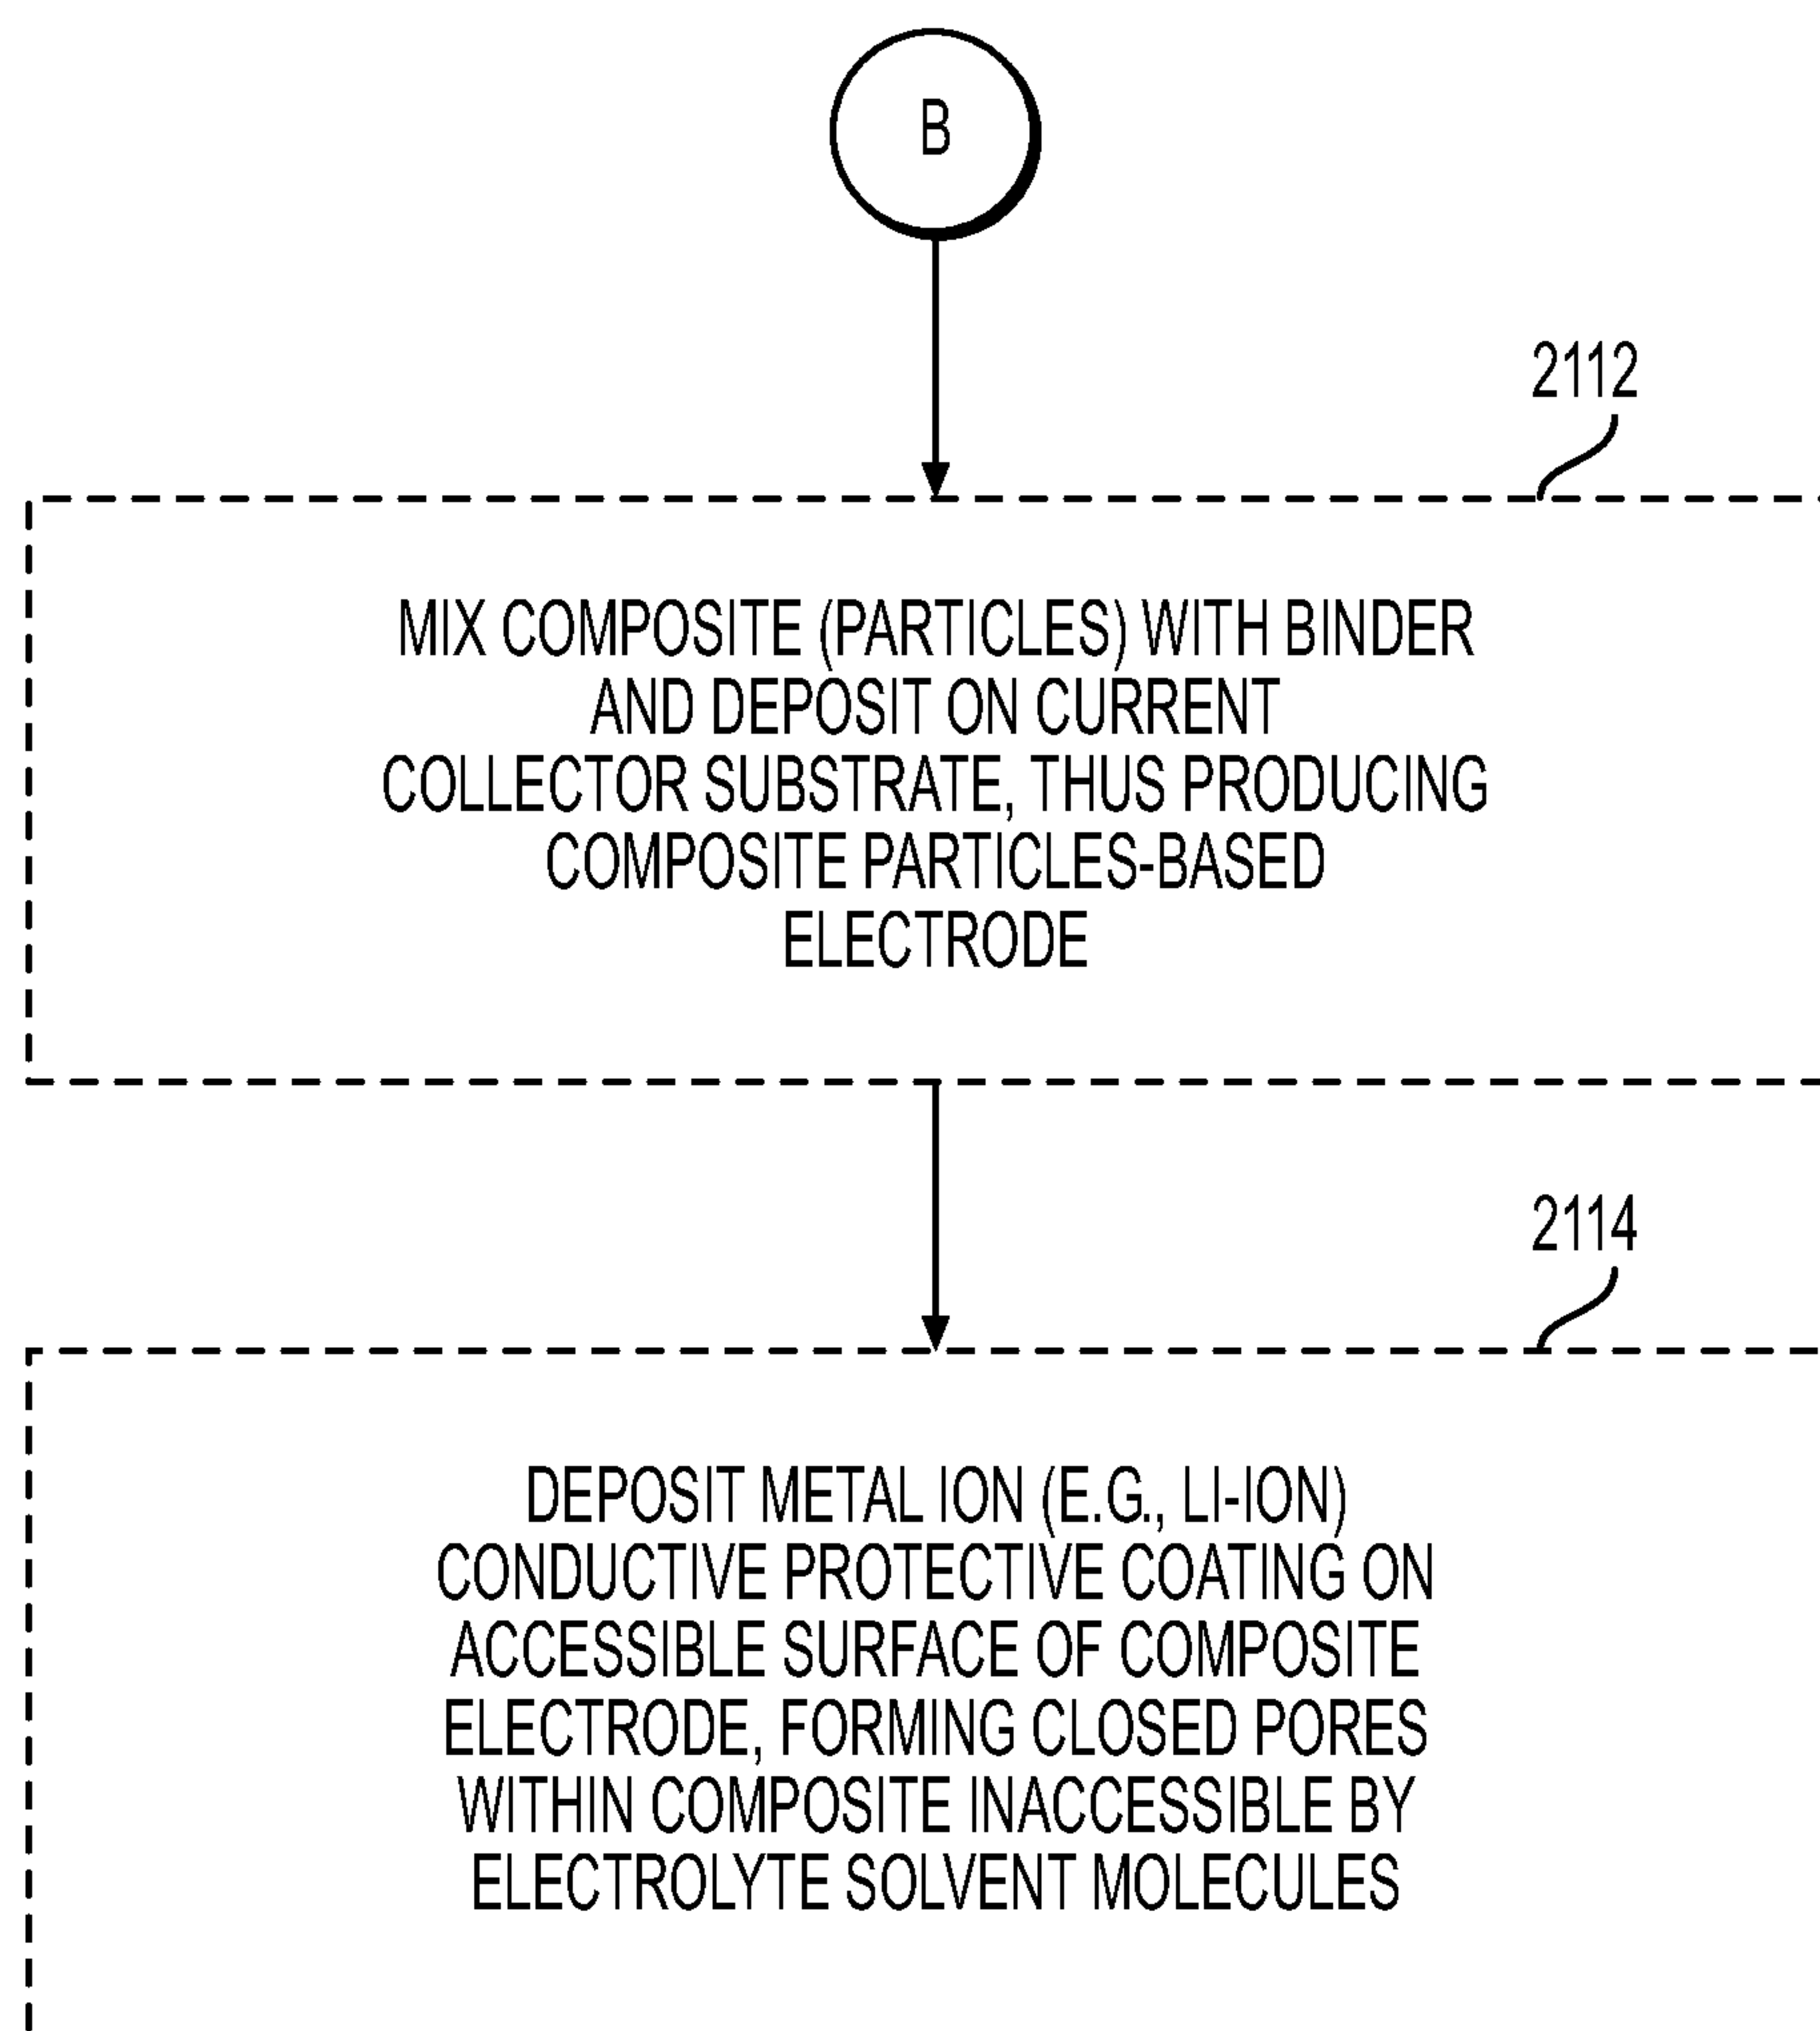 B
2112
MIX COMPOSITE (PARTICLES) WITH BINDER
AND DEPOSIT ON CURRENT
COLLECTOR SUBSTRATE, THUS PRODUCING
COMPOSITE PARTICLES-BASED
ELECTRODE
2114
DEPOSIT METAL ION (E.G., LI-ION)
CONDUCTIVE PROTECTIVE COATING ON
ACCESSIBLE SURFACE OF COMPOSITE
ELECTRODE, FORMING CLOSED PORES
WITHIN COMPOSITE INACCESSIBLE BY
ELECTROLYTE SOLVENT MOLECULES